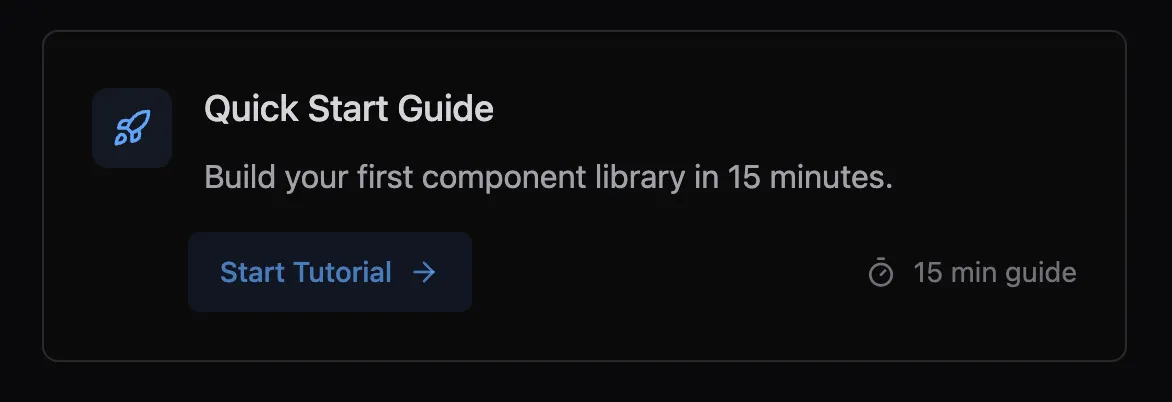 Quick Start Guide
Build your first component library in 15 minutes.
Start Tutorial
15 min guide